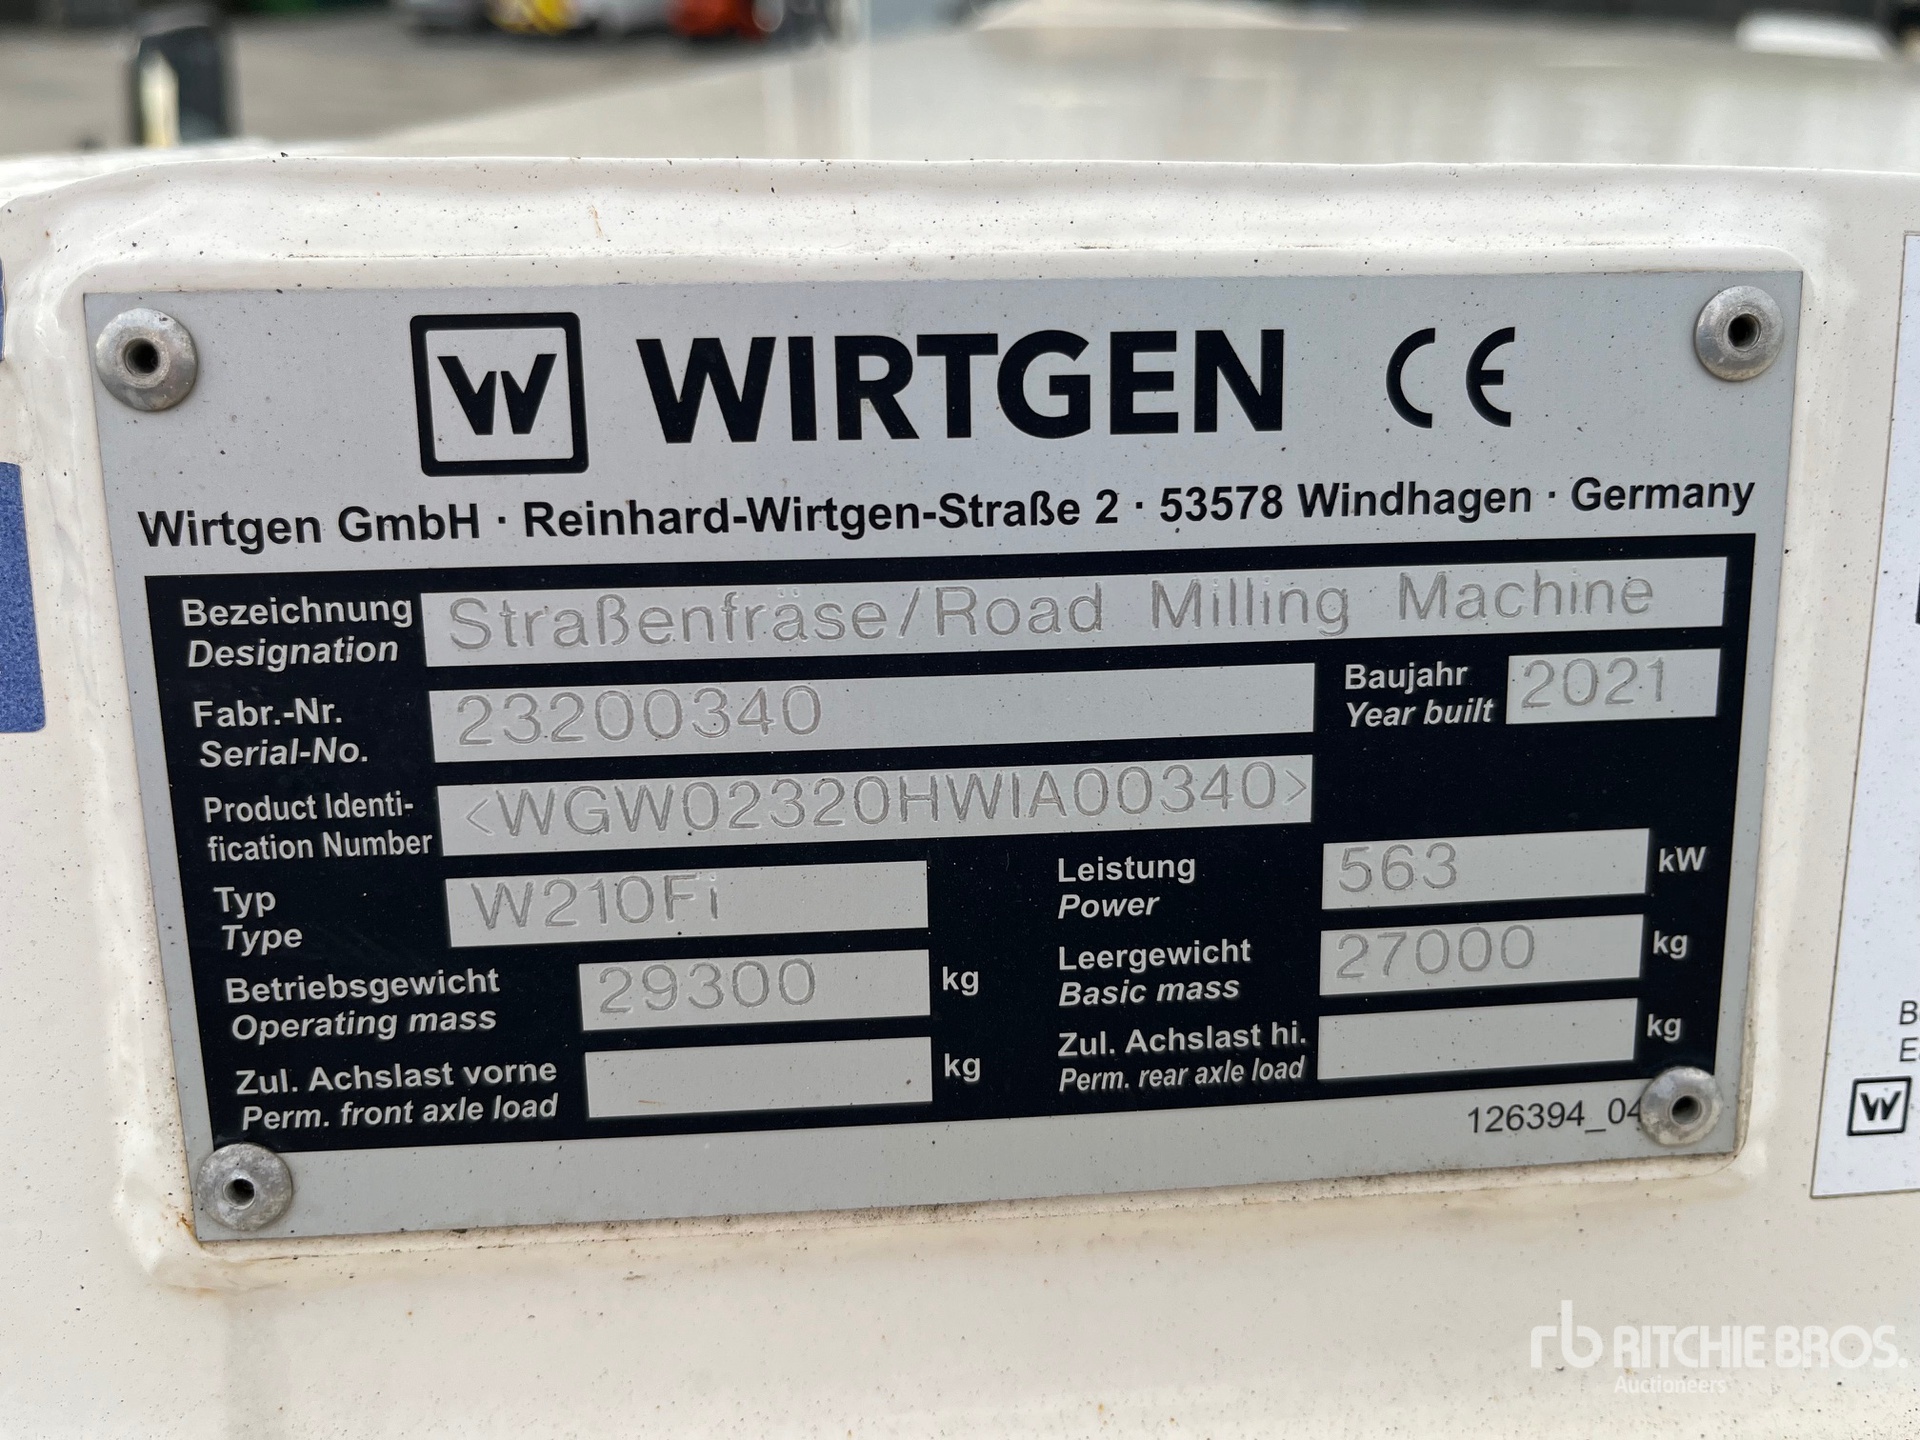 W WIRTGEN CE
Wirtgen GmbH · Reinhard-Wirtgen-Straße 2 · 53578 Windhagen · Germany
Bezeichnung
Designation
Straßenfräse/Road Milling Machine
Fabr.-Nr.
Serial-No.
23200340
Baujahr
Year built
2021
Product Identi-
fication Number
<WGW02320HWIA00340>
Typ
Type
W210Fi
Leistung
Power
563 kW
Betriebsgewicht
Operating mass
29300 kg
Leergewicht
Basic mass
27000 kg
Zul. Achslast vorne
Perm. front axle load
kg
Zul. Achslast hi.
Perm. rear axle load
kg
126394_04
B
E
W
rb RITCHIE BROS.
Auctioneers